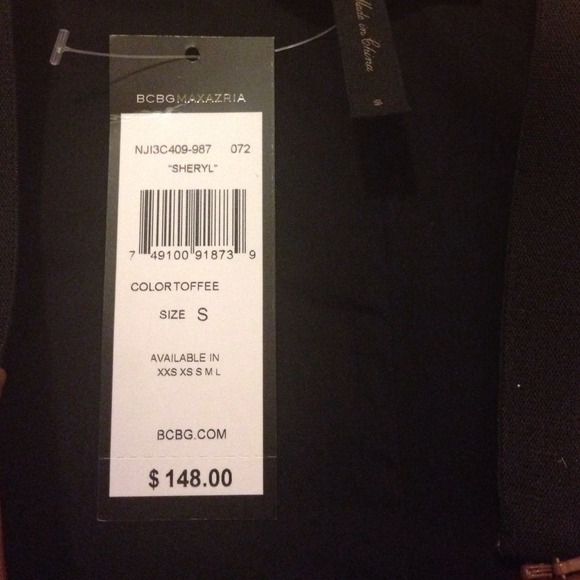 BCBGMAXAZRIA
NJI3C409-987 072
"SHERYL"
7 49100 91873 9
COLOR TOFFEE
SIZE S
AVAILABLE IN
XXS XS S M L
BCBG.COM
$ 148.00
Made in China